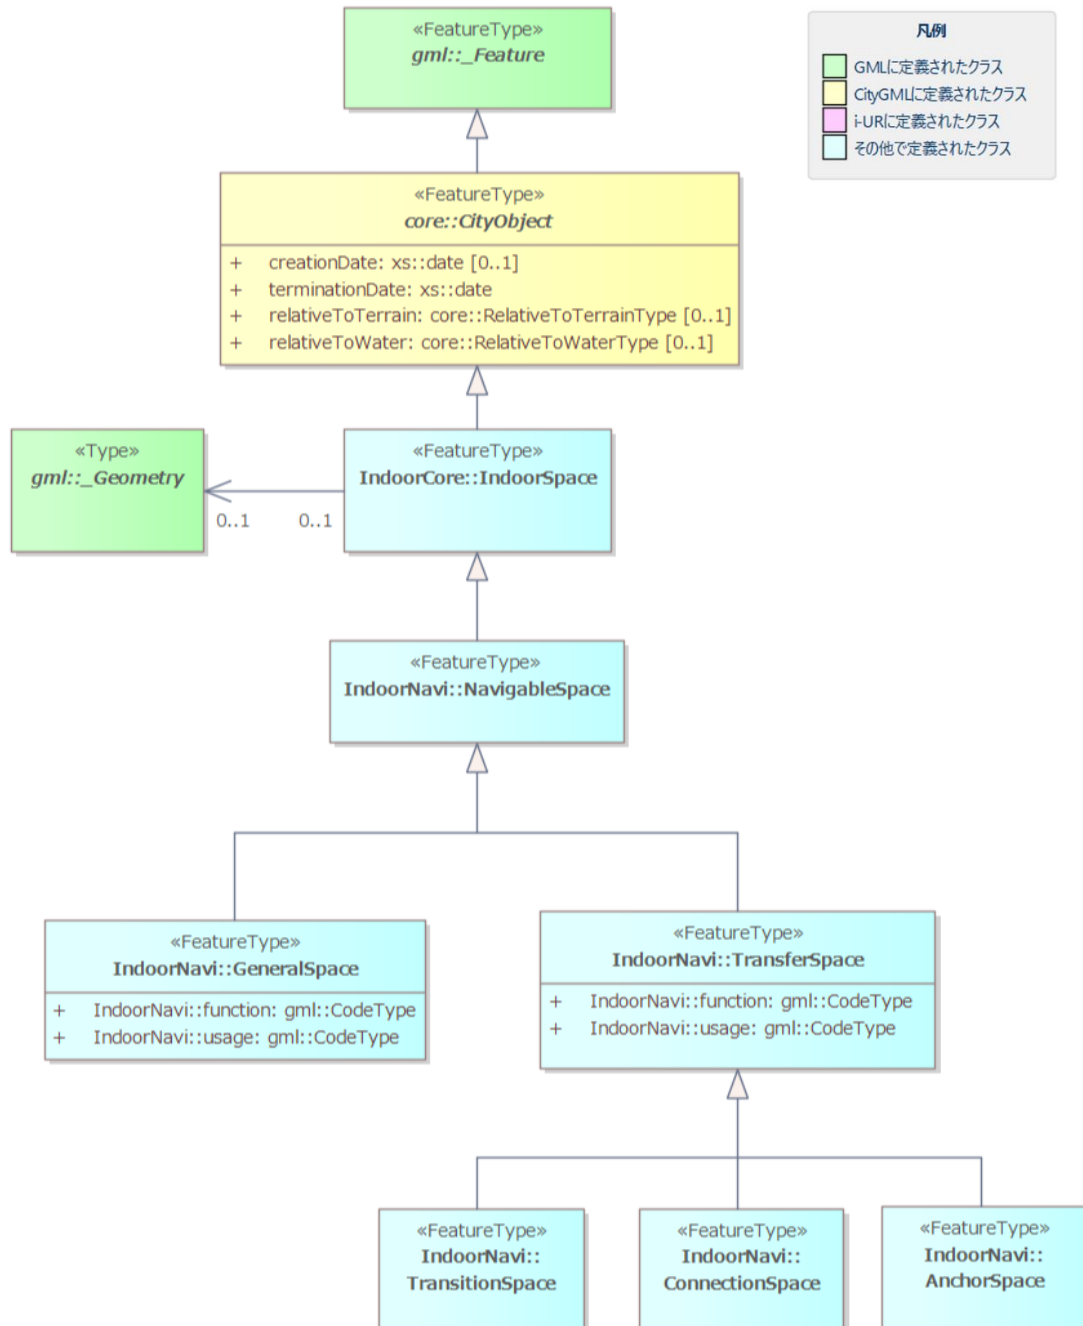 «FeatureType»
gml::_Feature
凡例
GMLに定義されたクラス
CityGMLに定義されたクラス
i-URに定義されたクラス
その他で定義されたクラス
«FeatureType»
core::CityObject
+ creationDate: xs::date [0..1]
+ terminationDate: xs::date
+ relativeToTerrain: core::RelativeToTerrainType [0..1]
+ relativeToWater: core::RelativeToWaterType [0..1]
«Type»
gml::_Geometry
0..1 0..1
«FeatureType»
IndoorCore::IndoorSpace
«FeatureType»
IndoorNavi::NavigableSpace
«FeatureType»
IndoorNavi::GeneralSpace
+ IndoorNavi::function: gml::CodeType
+ IndoorNavi::usage: gml::CodeType
«FeatureType»
IndoorNavi::TransferSpace
+ IndoorNavi::function: gml::CodeType
+ IndoorNavi::usage: gml::CodeType
«FeatureType»
IndoorNavi::
TransitionSpace
«FeatureType»
IndoorNavi::
ConnectionSpace
«FeatureType»
IndoorNavi::
AnchorSpace